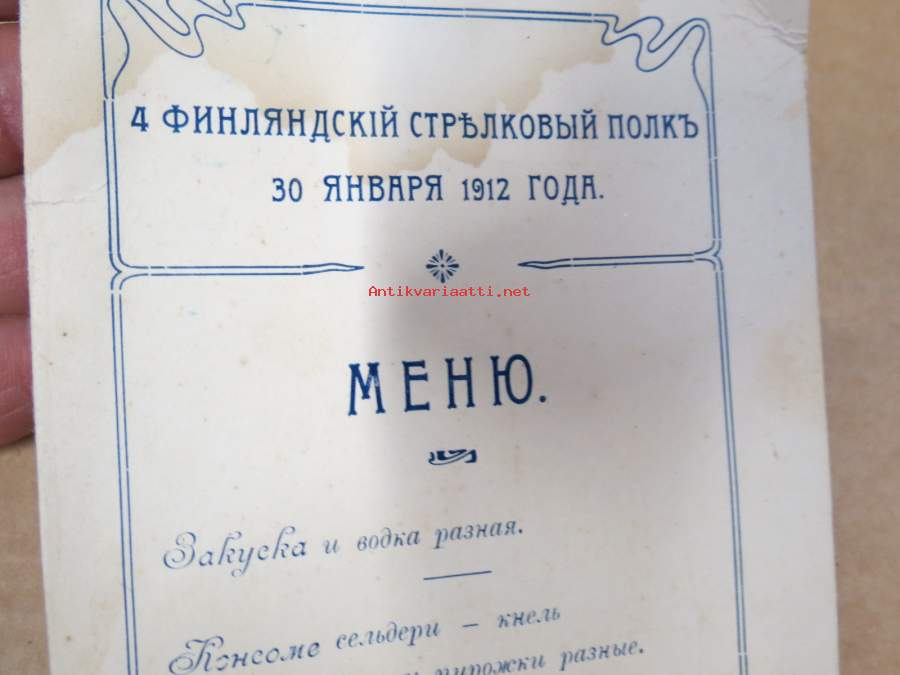 4 ФИНЛЯНДСКІЙ СТРѢЛКОВЫЙ ПОЛКЪ
30 ЯНВАРЯ 1912 ГОДА.
Antikvariaatti.net
МЕНЮ.
Закуска и водка разная.
Консоме сельдери — кнель
и пирожки разные.